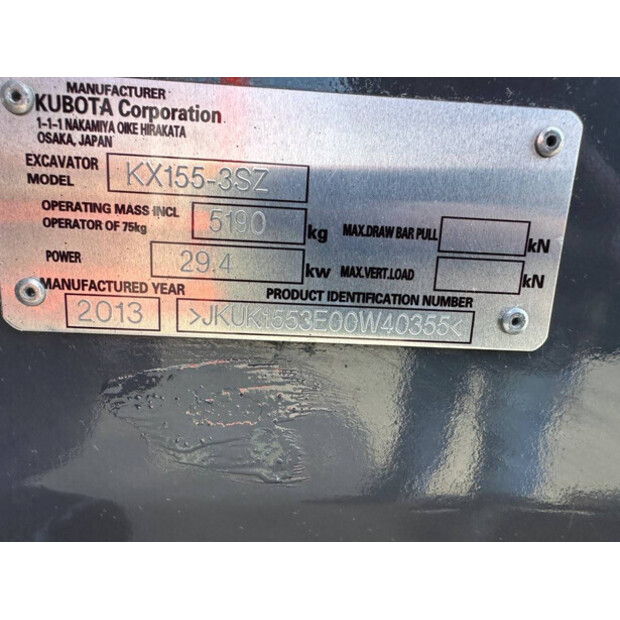 MANUFACTURER
KUBOTA Corporation
1-1-1 NAKAMIYA OIKE HIRAKATA
OSAKA, JAPAN
EXCAVATOR MODEL KX155-3SZ
OPERATING MASS INCL OPERATOR OF 75kg 5190 kg MAX.DRAW BAR PULL kN
POWER 29.4 kw MAX.VERT.LOAD kN
MANUFACTURED YEAR PRODUCT IDENTIFICATION NUMBER
2013 >JKUK1553E00W40355<